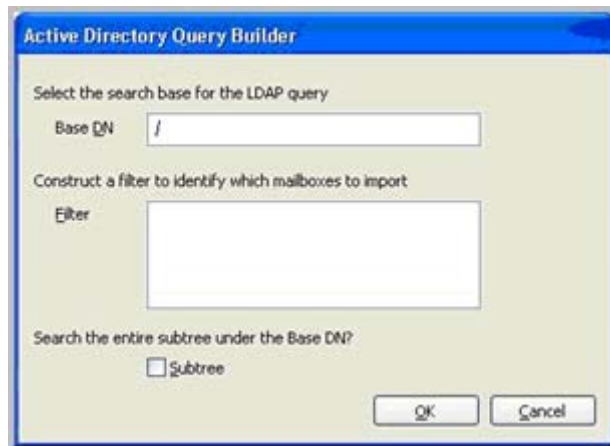 Active Directory Query Builder
Select the search base for the LDAP query
Base DN
/
Construct a filter to identify which mailboxes to import
Filter
Search the entire subtree under the Base DN?
Subtree
OK
Cancel